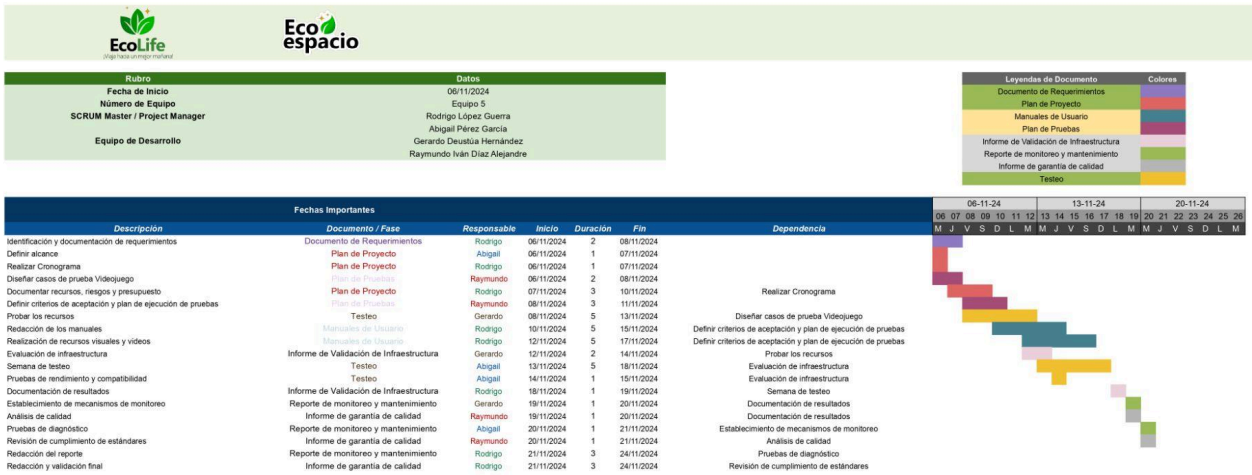 EcoLife
Eco
espacio
Rubro Datos
Fecha de Inicio 06/11/2024
Número de Equipo Equipo 5
SCRUM Master / Project Manager Rodrigo López Guerra
Abigail Pérez García
Equipo de Desarrollo Gerardo Deustúa Hernández
Raymundo Iván Díaz Alejandre
Leyendas de Documento Colores
Documento de Requerimientos
Plan de Proyecto
Manuales de Usuario
Plan de Pruebas
Informe de Validación de Infraestructura
Reporte de monitoreo y mantenimiento
Informe de garantía de calidad
Testeo
Fechas Importantes 06-11-24 13-11-24 20-11-24
06 07 08 09 10 11 12 13 14 15 16 17 18 19 20 21 22 23 24 25 26
Descripción Documento / Fase Responsable Inicio Duración Fin Dependencia M J V S D L M M J V S D L M M J V S D L M
Identificación y documentación de requerimientos Documento de Requerimientos Rodrigo 06/11/2024 2 08/11/2024
Definir alcance Plan de Proyecto Abigail 06/11/2024 1 07/11/2024
Realizar Cronograma Plan de Proyecto Rodrigo 06/11/2024 1 07/11/2024
Diseñar casos de prueba Videojuego Plan de Pruebas Raymundo 06/11/2024 2 08/11/2024
Documentar recursos, riesgos y presupuesto Plan de Proyecto Rodrigo 07/11/2024 3 10/11/2024 Realizar Cronograma
Definir criterios de aceptación y plan de ejecución de pruebas Plan de Pruebas Raymundo 08/11/2024 3 11/11/2024
Probar los recursos Testeo Gerardo 08/11/2024 5 13/11/2024 Diseñar casos de prueba Videojuego
Redacción de los manuales Manuales de Usuario Rodrigo 10/11/2024 5 15/11/2024 Definir criterios de aceptación y plan de ejecución de pruebas
Realización de recursos visuales y videos Manuales de Usuario Rodrigo 12/11/2024 5 17/11/2024 Definir criterios de aceptación y plan de ejecución de pruebas
Evaluación de infraestructura Informe de Validación de Infraestructura Gerardo 12/11/2024 2 14/11/2024 Probar los recursos
Semana de testeo Testeo Abigail 13/11/2024 5 18/11/2024 Evaluación de infraestructura
Pruebas de rendimiento y compatibilidad Testeo Abigail 14/11/2024 1 15/11/2024 Evaluación de infraestructura
Documentación de resultados Informe de Validación de Infraestructura Rodrigo 18/11/2024 1 19/11/2024 Semana de testeo
Establecimiento de mecanismos de monitoreo Reporte de monitoreo y mantenimiento Gerardo 19/11/2024 1 20/11/2024 Documentación de resultados
Análisis de calidad Informe de garantía de calidad Raymundo 19/11/2024 1 20/11/2024 Documentación de resultados
Pruebas de diagnóstico Reporte de monitoreo y mantenimiento Abigail 20/11/2024 1 21/11/2024 Establecimiento de mecanismos de monitoreo
Revisión de cumplimiento de estándares Informe de garantía de calidad Raymundo 20/11/2024 1 21/11/2024 Análisis de calidad
Redacción del reporte Reporte de monitoreo y mantenimiento Rodrigo 21/11/2024 3 24/11/2024 Pruebas de diagnóstico
Redacción y validación final Informe de garantía de calidad Rodrigo 21/11/2024 3 24/11/2024 Revisión de cumplimiento de estándares